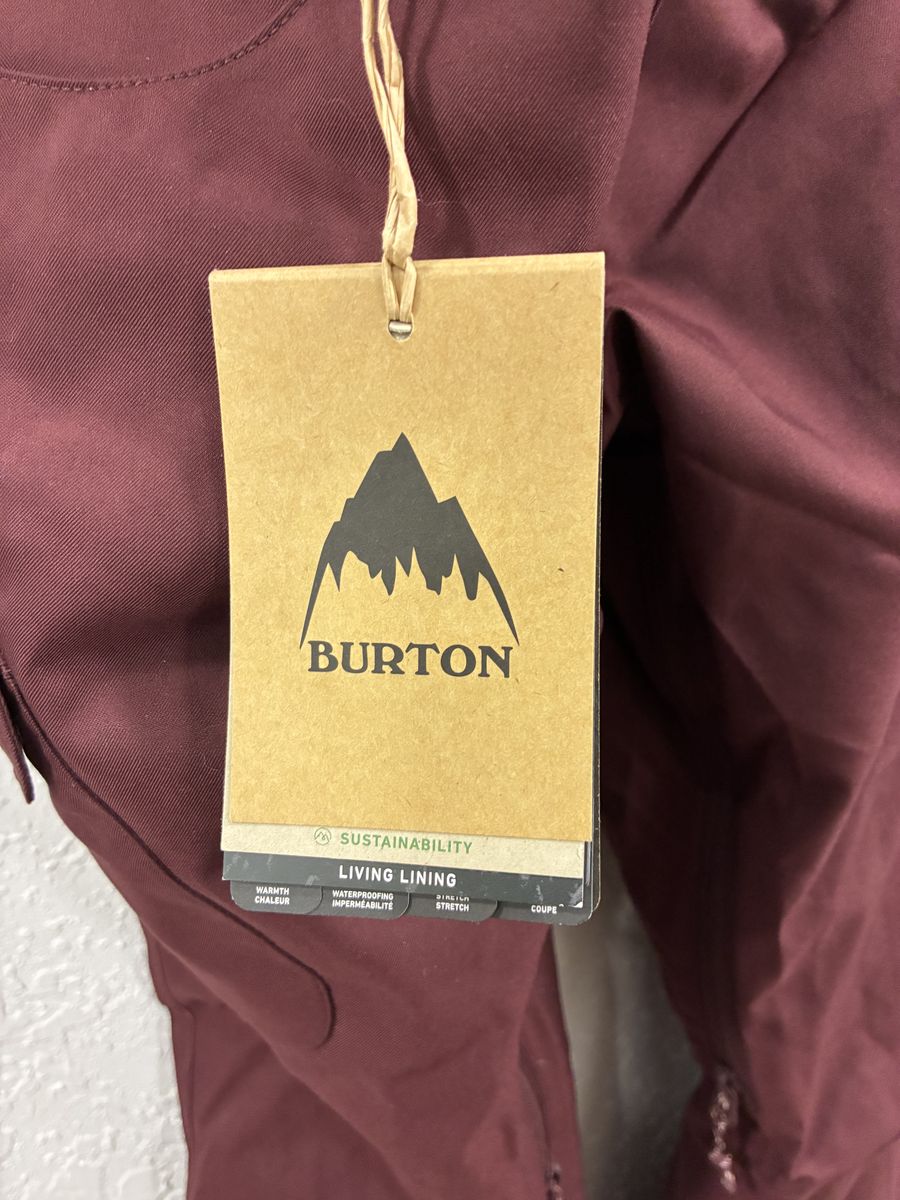 BURTON
SUSTAINABILITY
LIVING LINING
WARMTH
CHALEUR
WATERPROOFING
IMPERMÉABILITÉ
STRETCH
STRETCH
COUPE